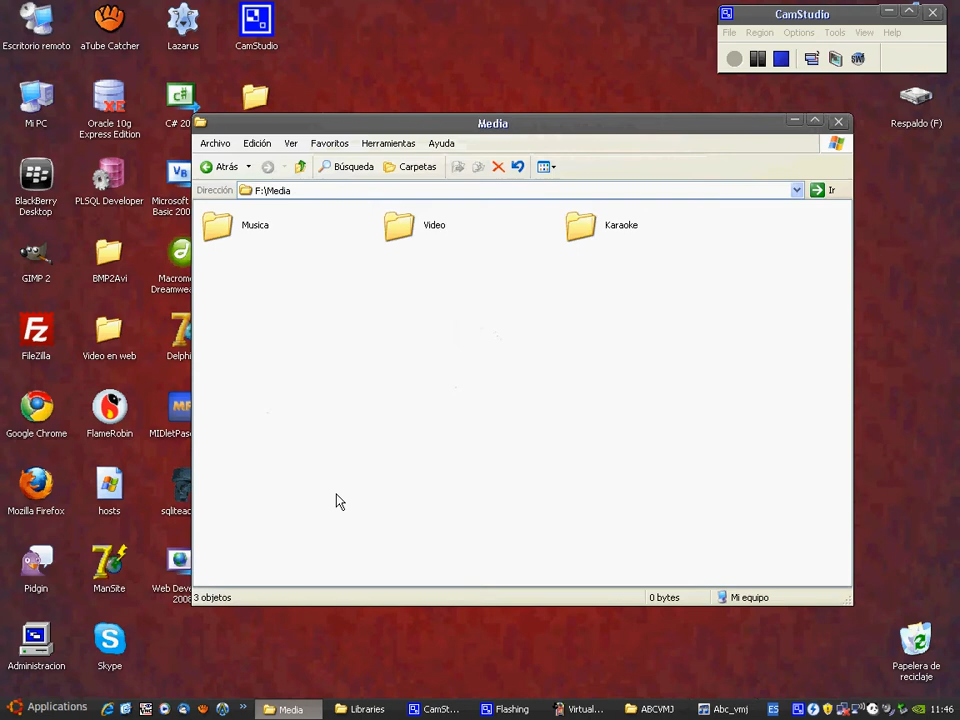 Escritorio remoto
aTube Catcher
Lazarus
CamStudio
Mi PC
Oracle 10g
Express Edition
C# 20
BlackBerry
Desktop
PLSQL Developer
Microsoft
Basic 200
GIMP 2
BMP2Avi
Macrome
Dreamwea
FileZilla
Video en web
Delph
Google Chrome
FlameRobin
MIDletPas
Mozilla Firefox
hosts
sqliteac
Pidgin
ManSite
Web Deve
2008
Administracion
Skype
CamStudio
File Region Options Tools View Help
Respaldo (F)
Media
Archivo Edición Ver Favoritos Herramientas Ayuda
Atrás Búsqueda Carpetas
Dirección F:\Media Ir
Musica Video Karaoke
3 objetos 0 bytes Mi equipo
Papelera de
reciclaje
Applications » Media Libraries CamSt... Flashing Virtual... ABCVMJ Abc_vmj ES 11:46